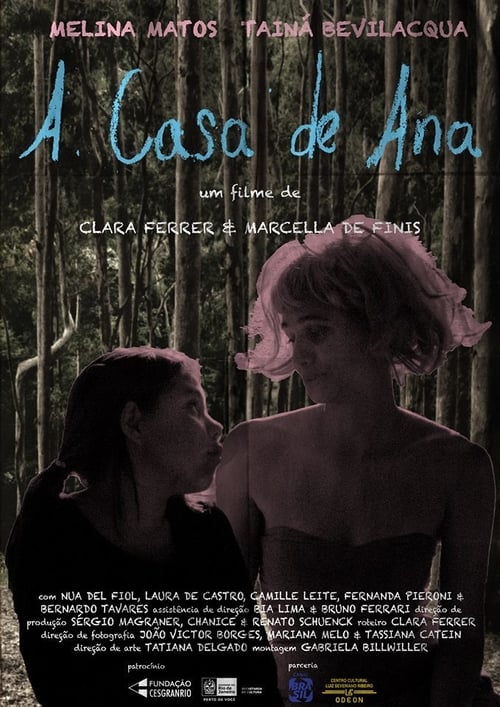 MELINA MATOS TAINÁ BEVILACQUA
A Casa de Ana
um filme de
CLARA FERRER & MARCELLA DE FINIS
com NUA DEL FIOL, LAURA DE CASTRO, CAMILLE LEITE, FERNANDA PIERONI &
BERNARDO TAVARES assistência de direção BIA LIMA & BRUNO FERRARI direção de
produção SÉRGIO MAGRANER, CHANICE & RENATO SCHUENCK roteiro CLARA FERRER
direção de fotografia JOÃO VICTOR BORGES, MARIANA MELO & TASSIANA CATEIN
direção de arte TATIANA DELGADO montagem GABRIELA BILLWILLER
patrocínio parceria
FUNDAÇÃO
CESGRANRIO
CANAL
BRASIL
CENTRO CULTURAL
LUIZ SEVERIANO RIBEIRO
ODEON